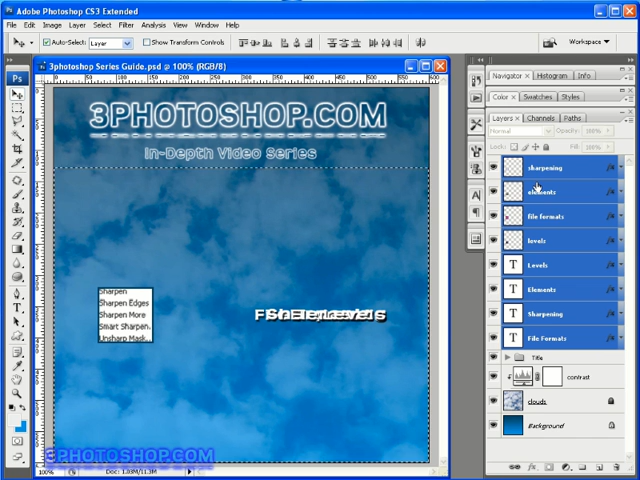 Adobe Photoshop CS3 Extended
File Edit Image Layer Select Filter Analysis View Window Help
Auto-Select: Layer Show Transform Controls Workspace
3photoshop Series Guide.psd @ 100% (RGB/8)
Navigator Histogram Info
Color Swatches Styles
Layers Channels Paths
Normal Opacity: 100%
Lock: Fill: 100%
3PHOTOSHOP.COM
In-Depth Video Series
sharpening
elements
file formats
levels
Levels
Elements
Sharpening
File Formats
Title
contrast
clouds
Background
Sharpen
Sharpen Edges
Sharpen More
Smart Sharpen.
Unsharp Mask..
3PHOTOSHOP.COM
100% Doc: 1.03M/11.3M